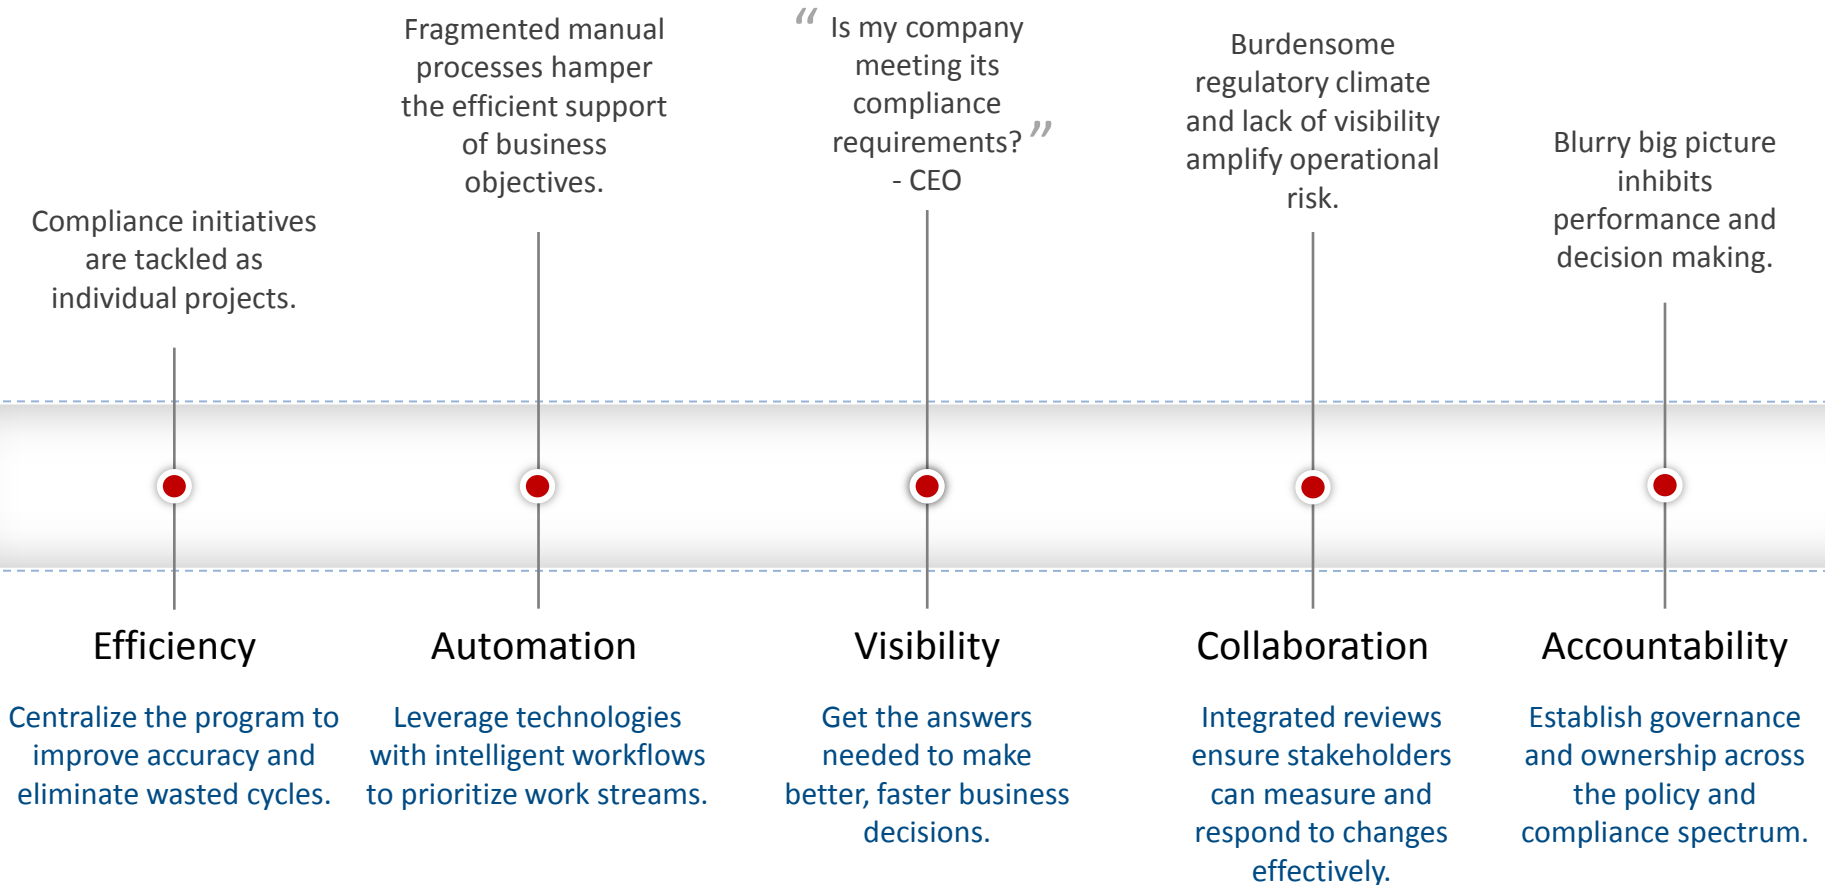 Compliance initiatives
are tackled as
individual projects.
Fragmented manual
processes hamper
the efficient support
of business
objectives.
“ Is my company
meeting its
compliance
requirements? ”
- CEO
Burdensome
regulatory climate
and lack of visibility
amplify operational
risk.
Blurry big picture
inhibits
performance and
decision making.
Efficiency
Centralize the program to
improve accuracy and
eliminate wasted cycles.
Automation
Leverage technologies
with intelligent workflows
to prioritize work streams.
Visibility
Get the answers
needed to make
better, faster business
decisions.
Collaboration
Integrated reviews
ensure stakeholders
can measure and
respond to changes
effectively.
Accountability
Establish governance
and ownership across
the policy and
compliance spectrum.